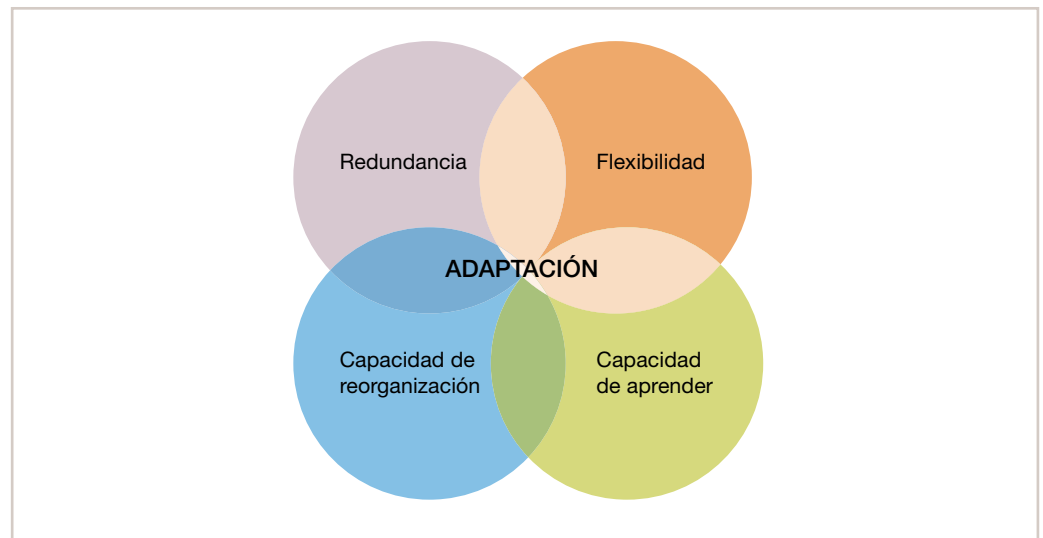 Redundancia
Flexibilidad
ADAPTACIÓN
Capacidad de
reorganización
Capacidad
de aprender